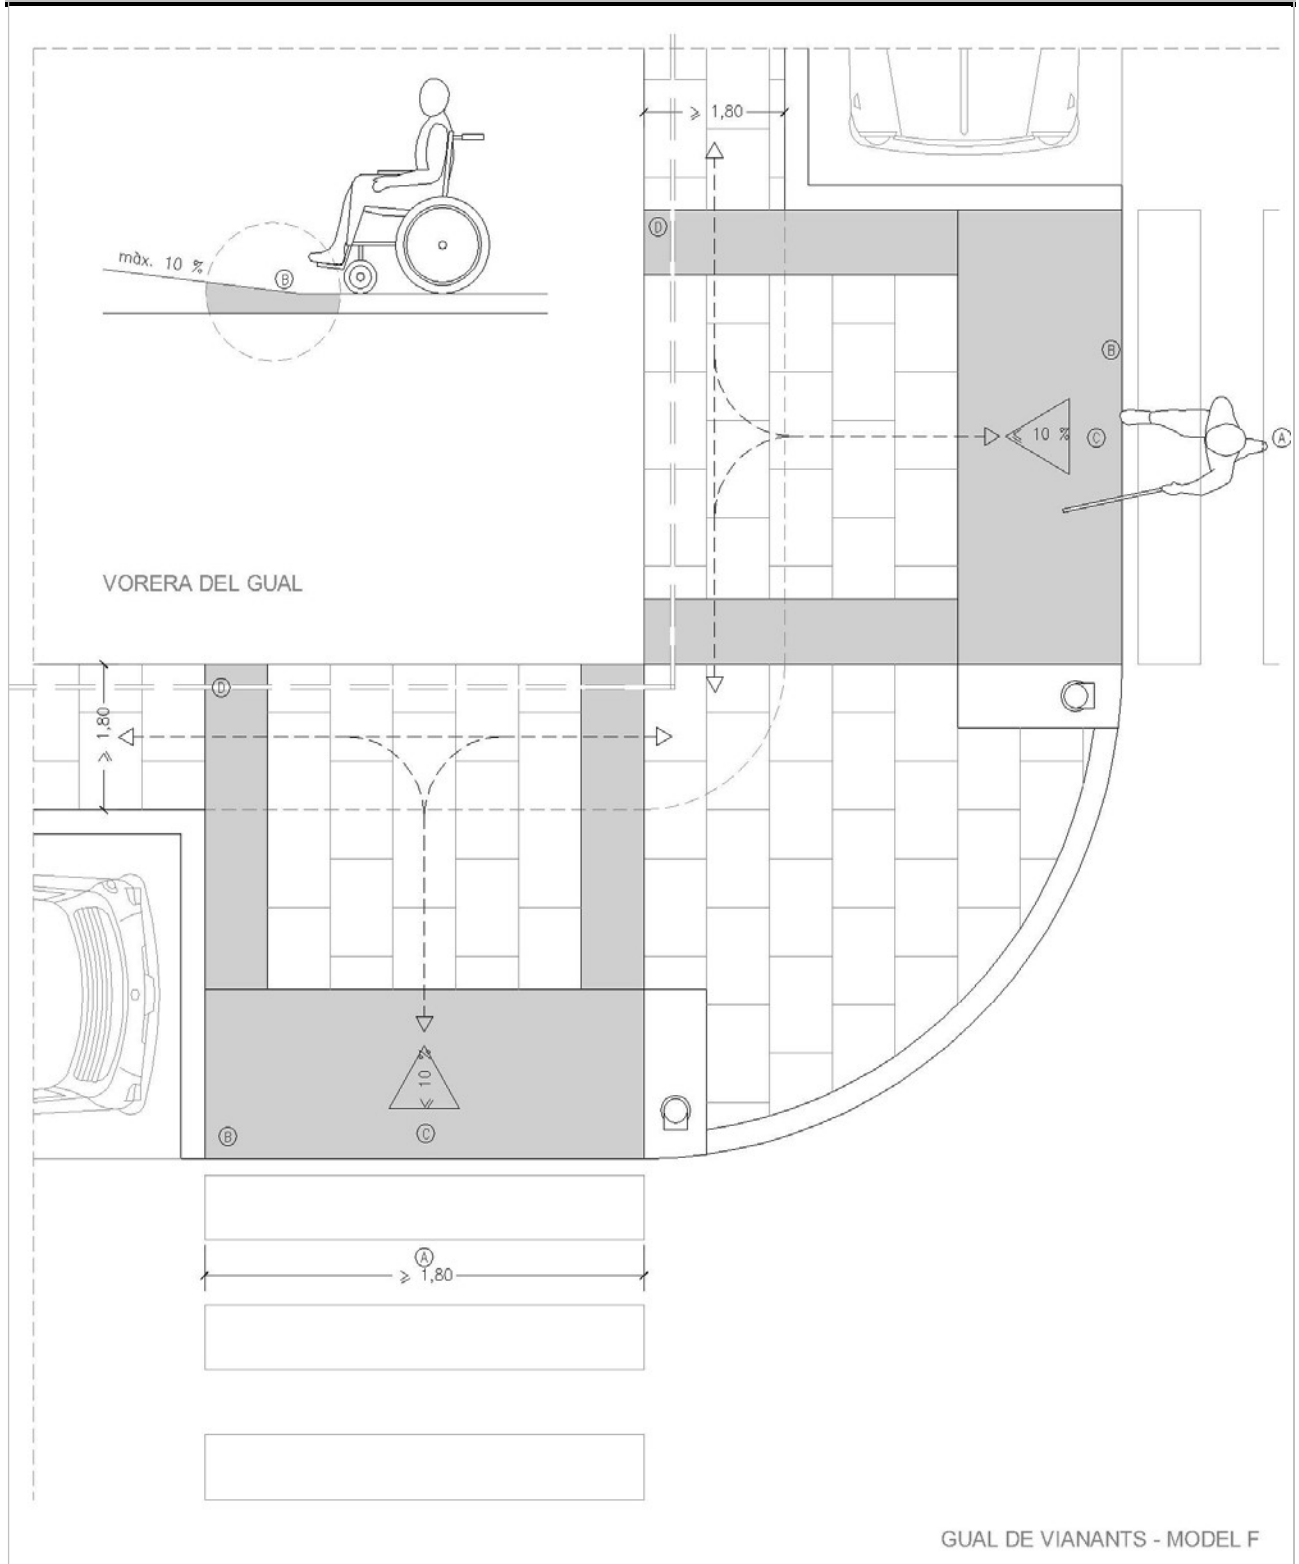 ≥ 1,80
D
màx. 10 %
B
B
≤ 10 %
C
A
VORERA DEL GUAL
D
≥ 1,80
≤ 10 %
B
C
A
≥ 1,80
GUAL DE VIANANTS - MODEL F